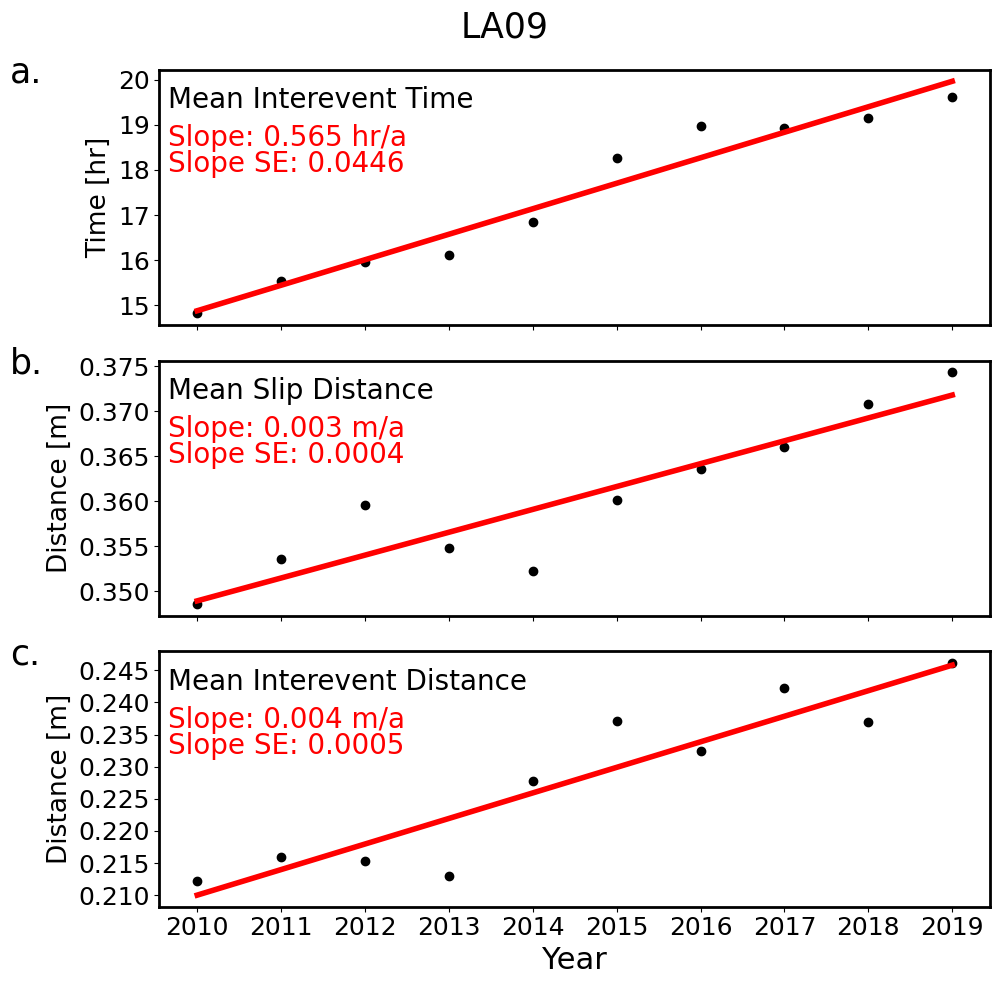 LA09
a.
Mean Interevent Time
Slope: 0.565 hr/a
Slope SE: 0.0446
Time [hr]
20
19
18
17
16
15
b.
Mean Slip Distance
Slope: 0.003 m/a
Slope SE: 0.0004
Distance [m]
0.375
0.370
0.365
0.360
0.355
0.350
c.
Mean Interevent Distance
Slope: 0.004 m/a
Slope SE: 0.0005
Distance [m]
0.245
0.240
0.235
0.230
0.225
0.220
0.215
0.210
2010 2011 2012 2013 2014 2015 2016 2017 2018 2019
Year